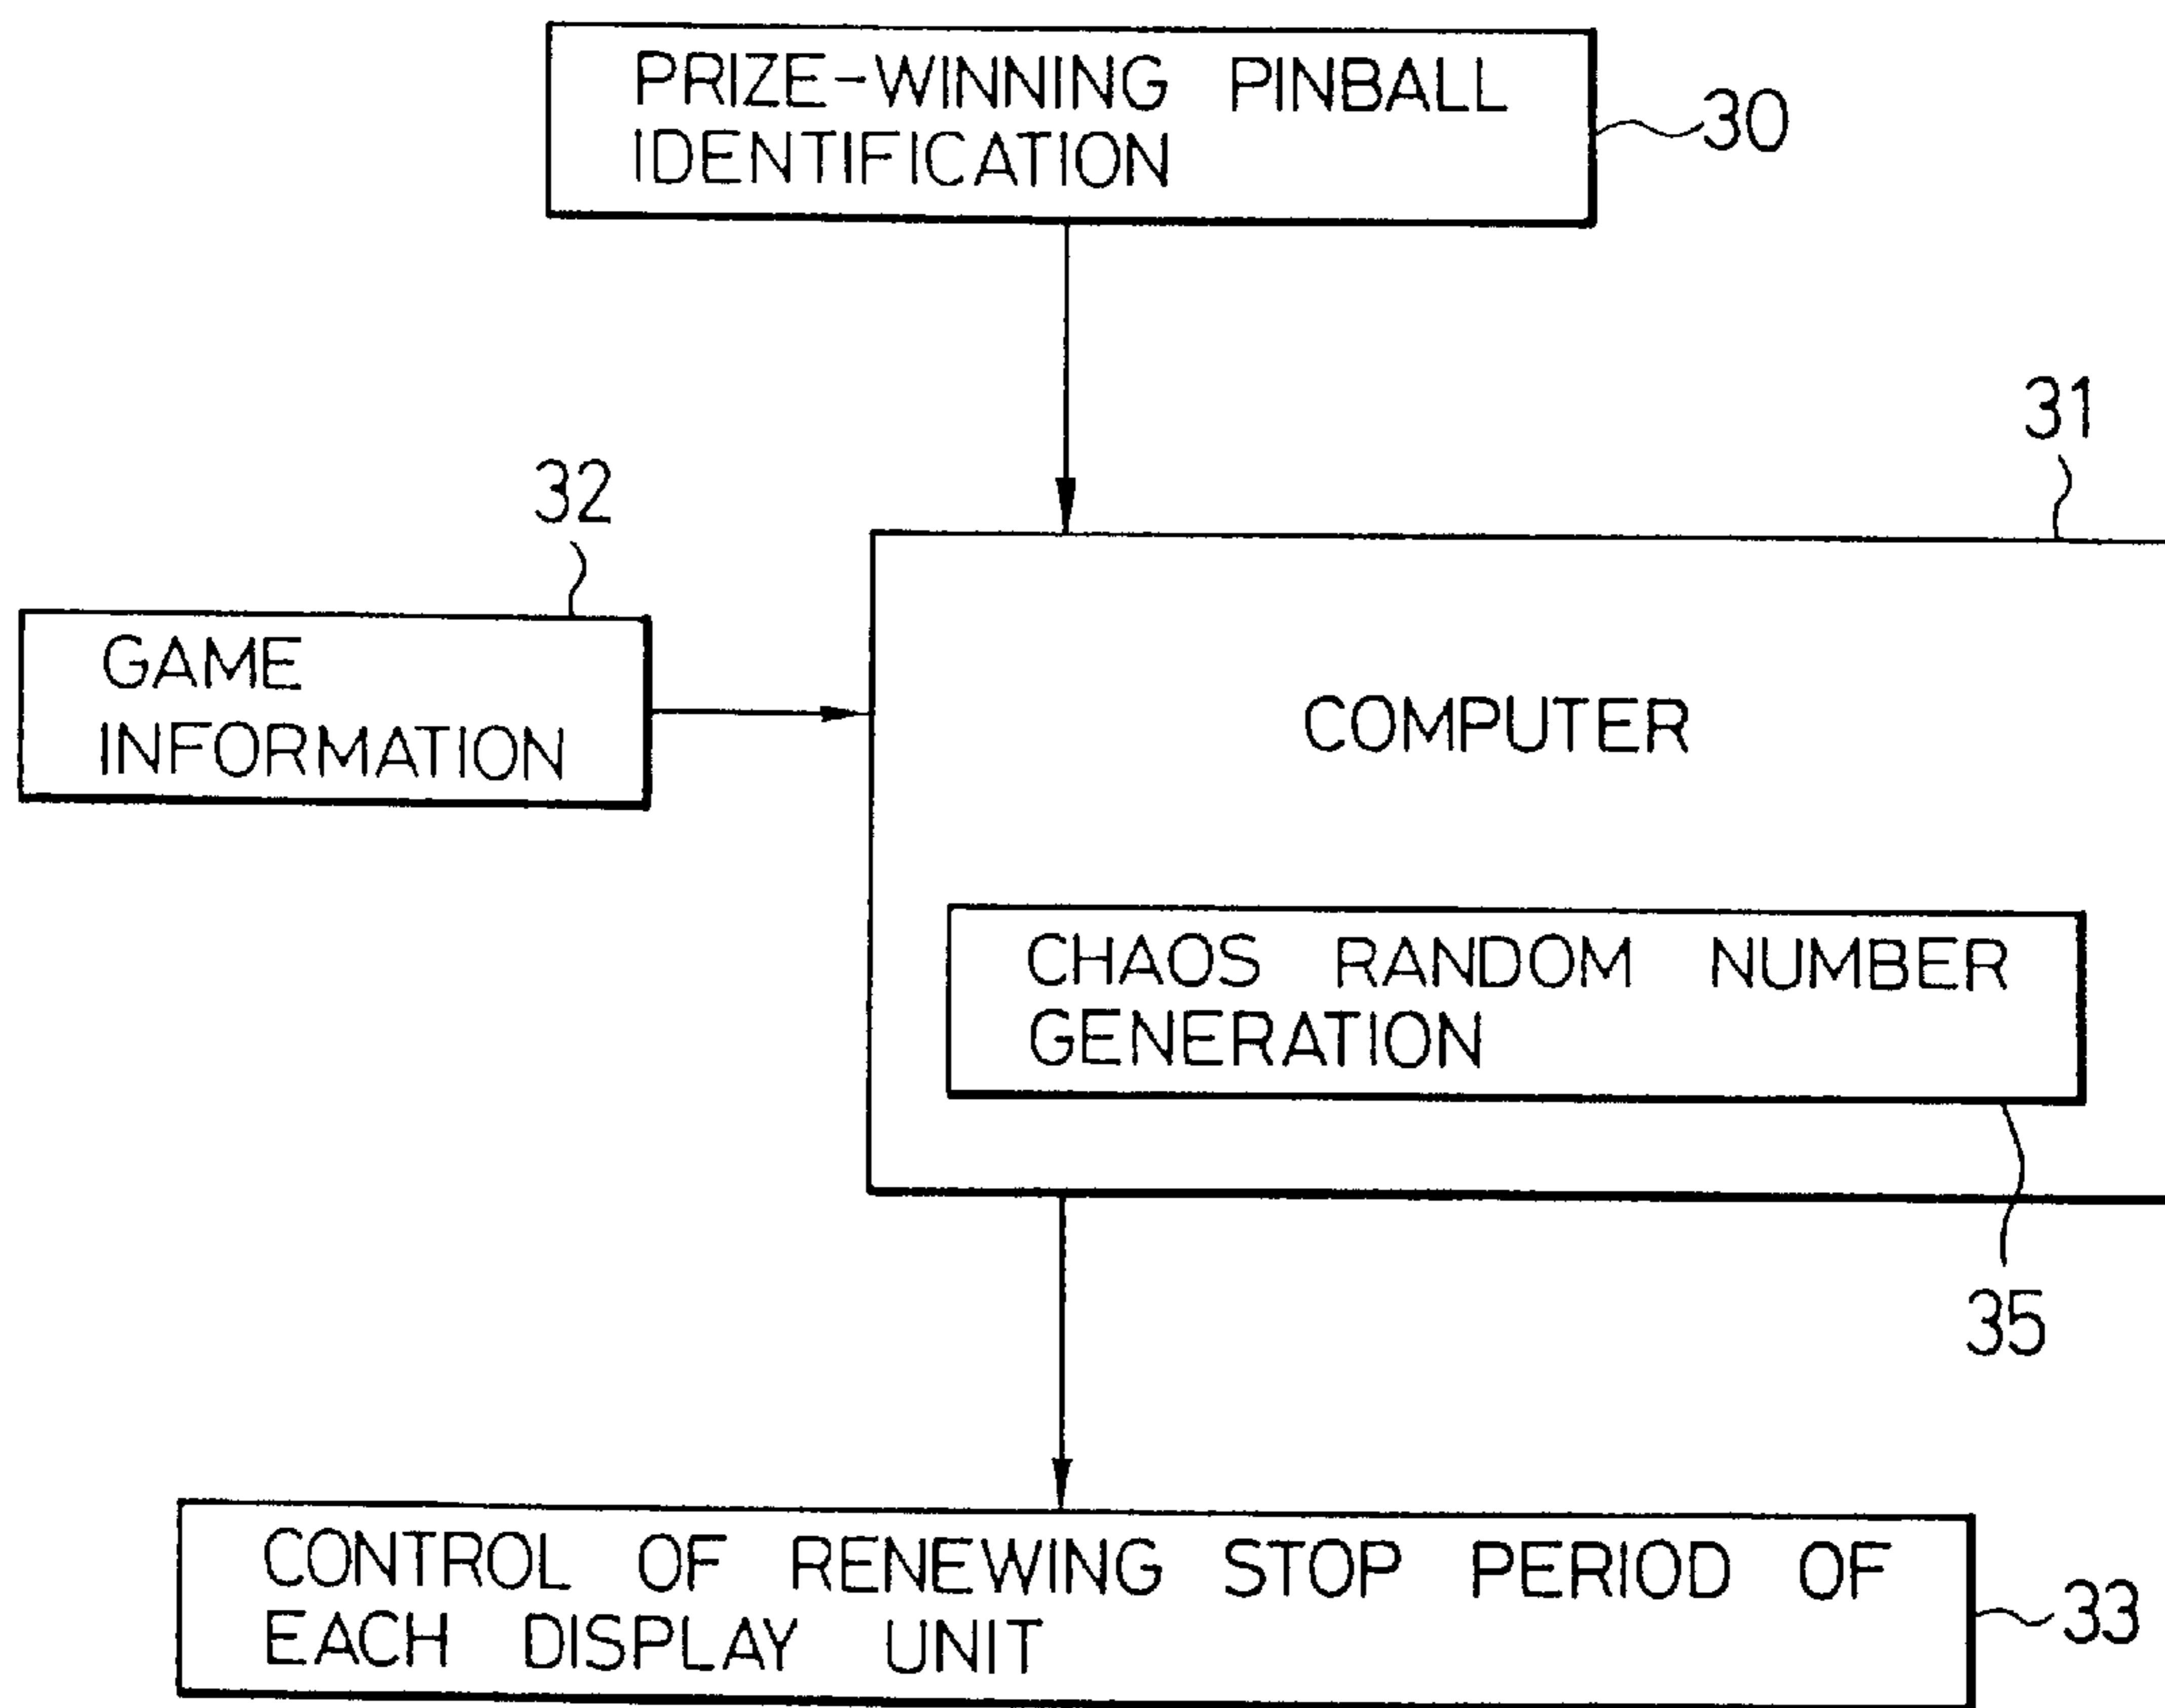 PRIZE-WINNING PINBALL
IDENTIFICATION
30
31
32
GAME
INFORMATION
COMPUTER
CHAOS RANDOM NUMBER
GENERATION
35
CONTROL OF RENEWING STOP PERIOD OF
EACH DISPLAY UNIT
33